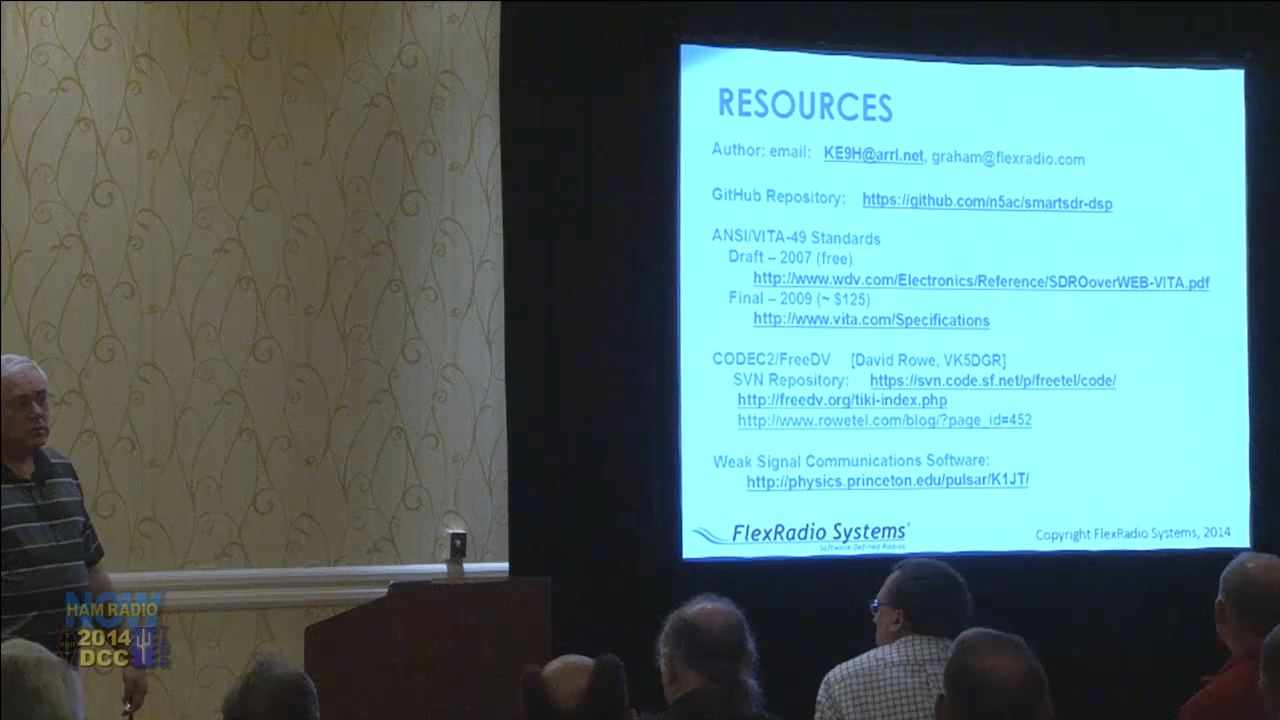 RESOURCES
Author: email: KE9H@arrl.net, graham@flexradio.com
GitHub Repository: https://github.com/n5ac/smartsdr-dsp
ANSI/VITA-49 Standards
Draft – 2007 (free)
http://www.wdv.com/Electronics/Reference/SDROoverWEB-VITA.pdf
Final – 2009 (~ $125)
http://www.vita.com/Specifications
CODEC2/FreeDV [David Rowe, VK5DGR]
SVN Repository: https://svn.code.sf.net/p/freetel/code/
http://freedv.org/tiki-index.php
http://www.rowetel.com/blog/?page_id=452
Weak Signal Communications Software:
http://physics.princeton.edu/pulsar/K1JT/
FlexRadio Systems
Software Defined Radios
Copyright FlexRadio Systems, 2014
NOW
HAM RADIO
2014
DCC